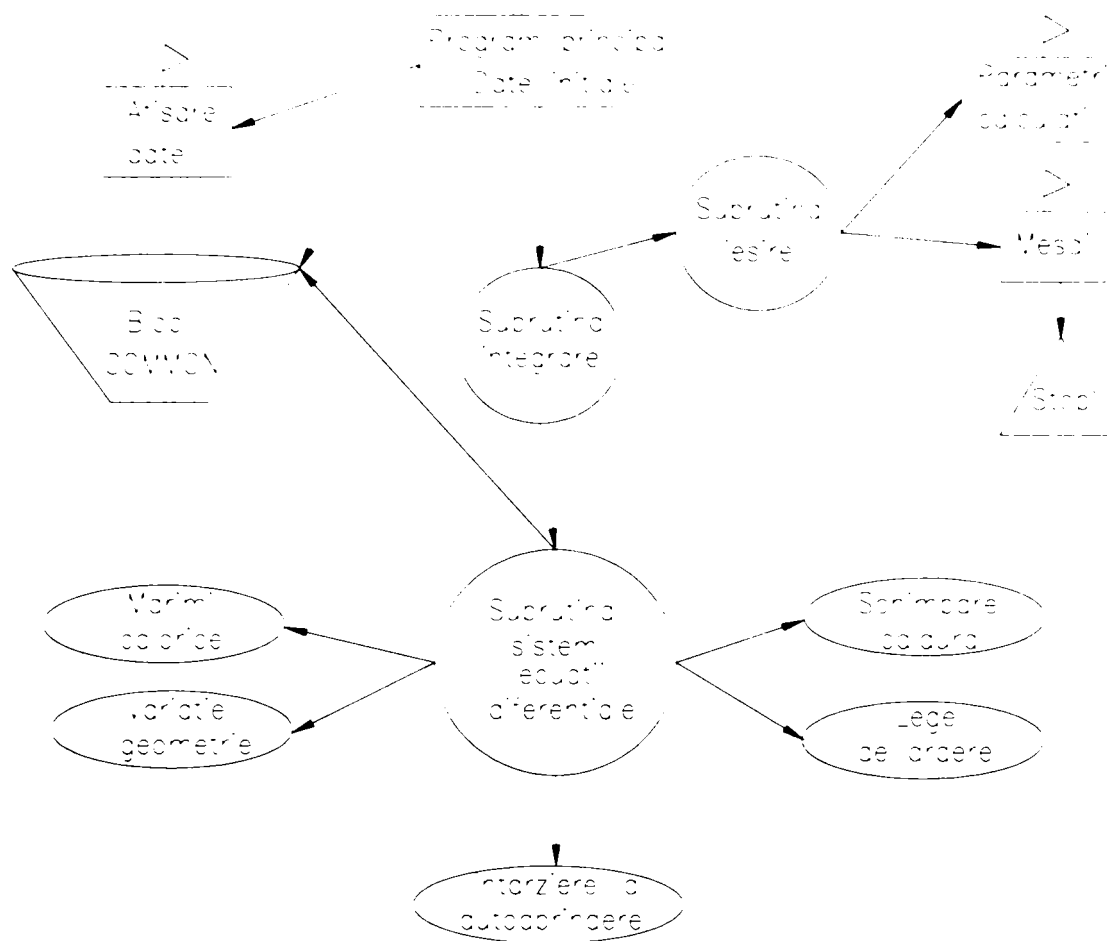 Program principal
Date initiale
Afisare
date
Parametri
calculati
Subrutina
iesire
Mesaj
Bloc
COMMON
Subrutina
integrare
Stop
Marimi
calorice
Subrutina
sistem
ecuatii
diferentiale
Schimbare
caldura
Variatie
geometrie
Lege
de ardere
Intarziere la
autoaprindere